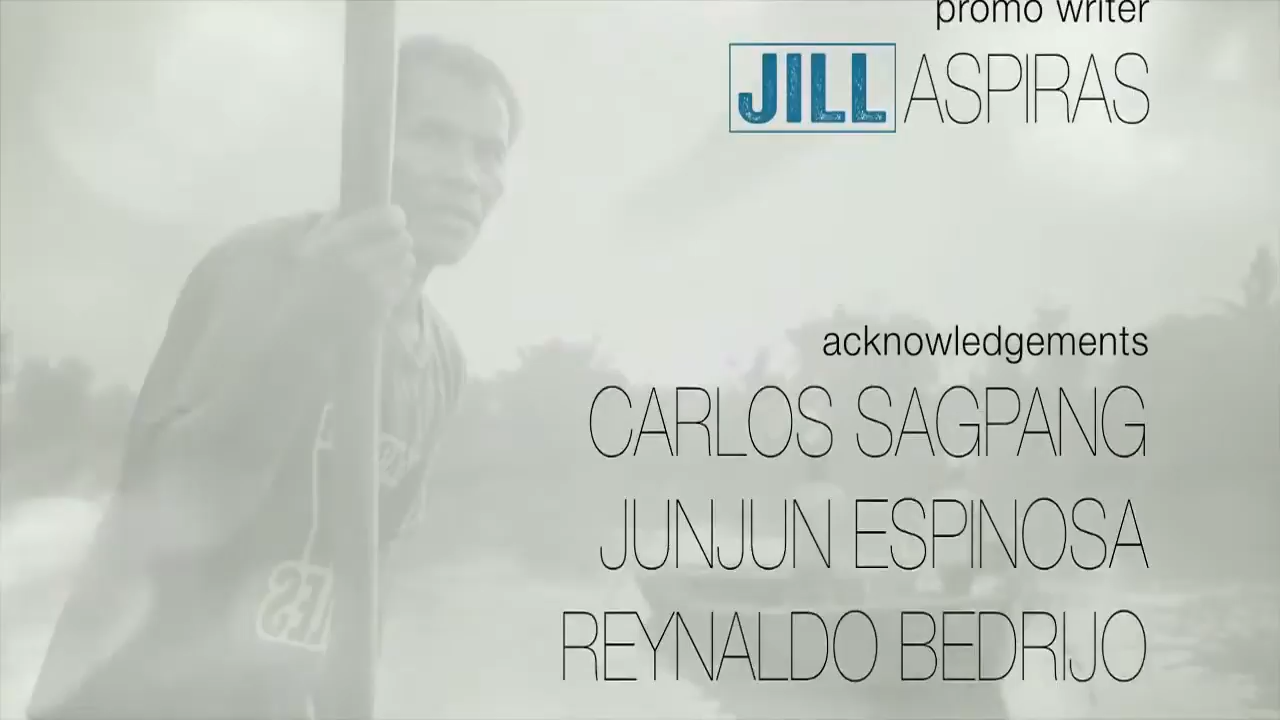 promo writer
JILL ASPIRAS
acknowledgements
CARLOS SAGPANG
JUNJUN ESPINOSA
REYNALDO BEDRIJO